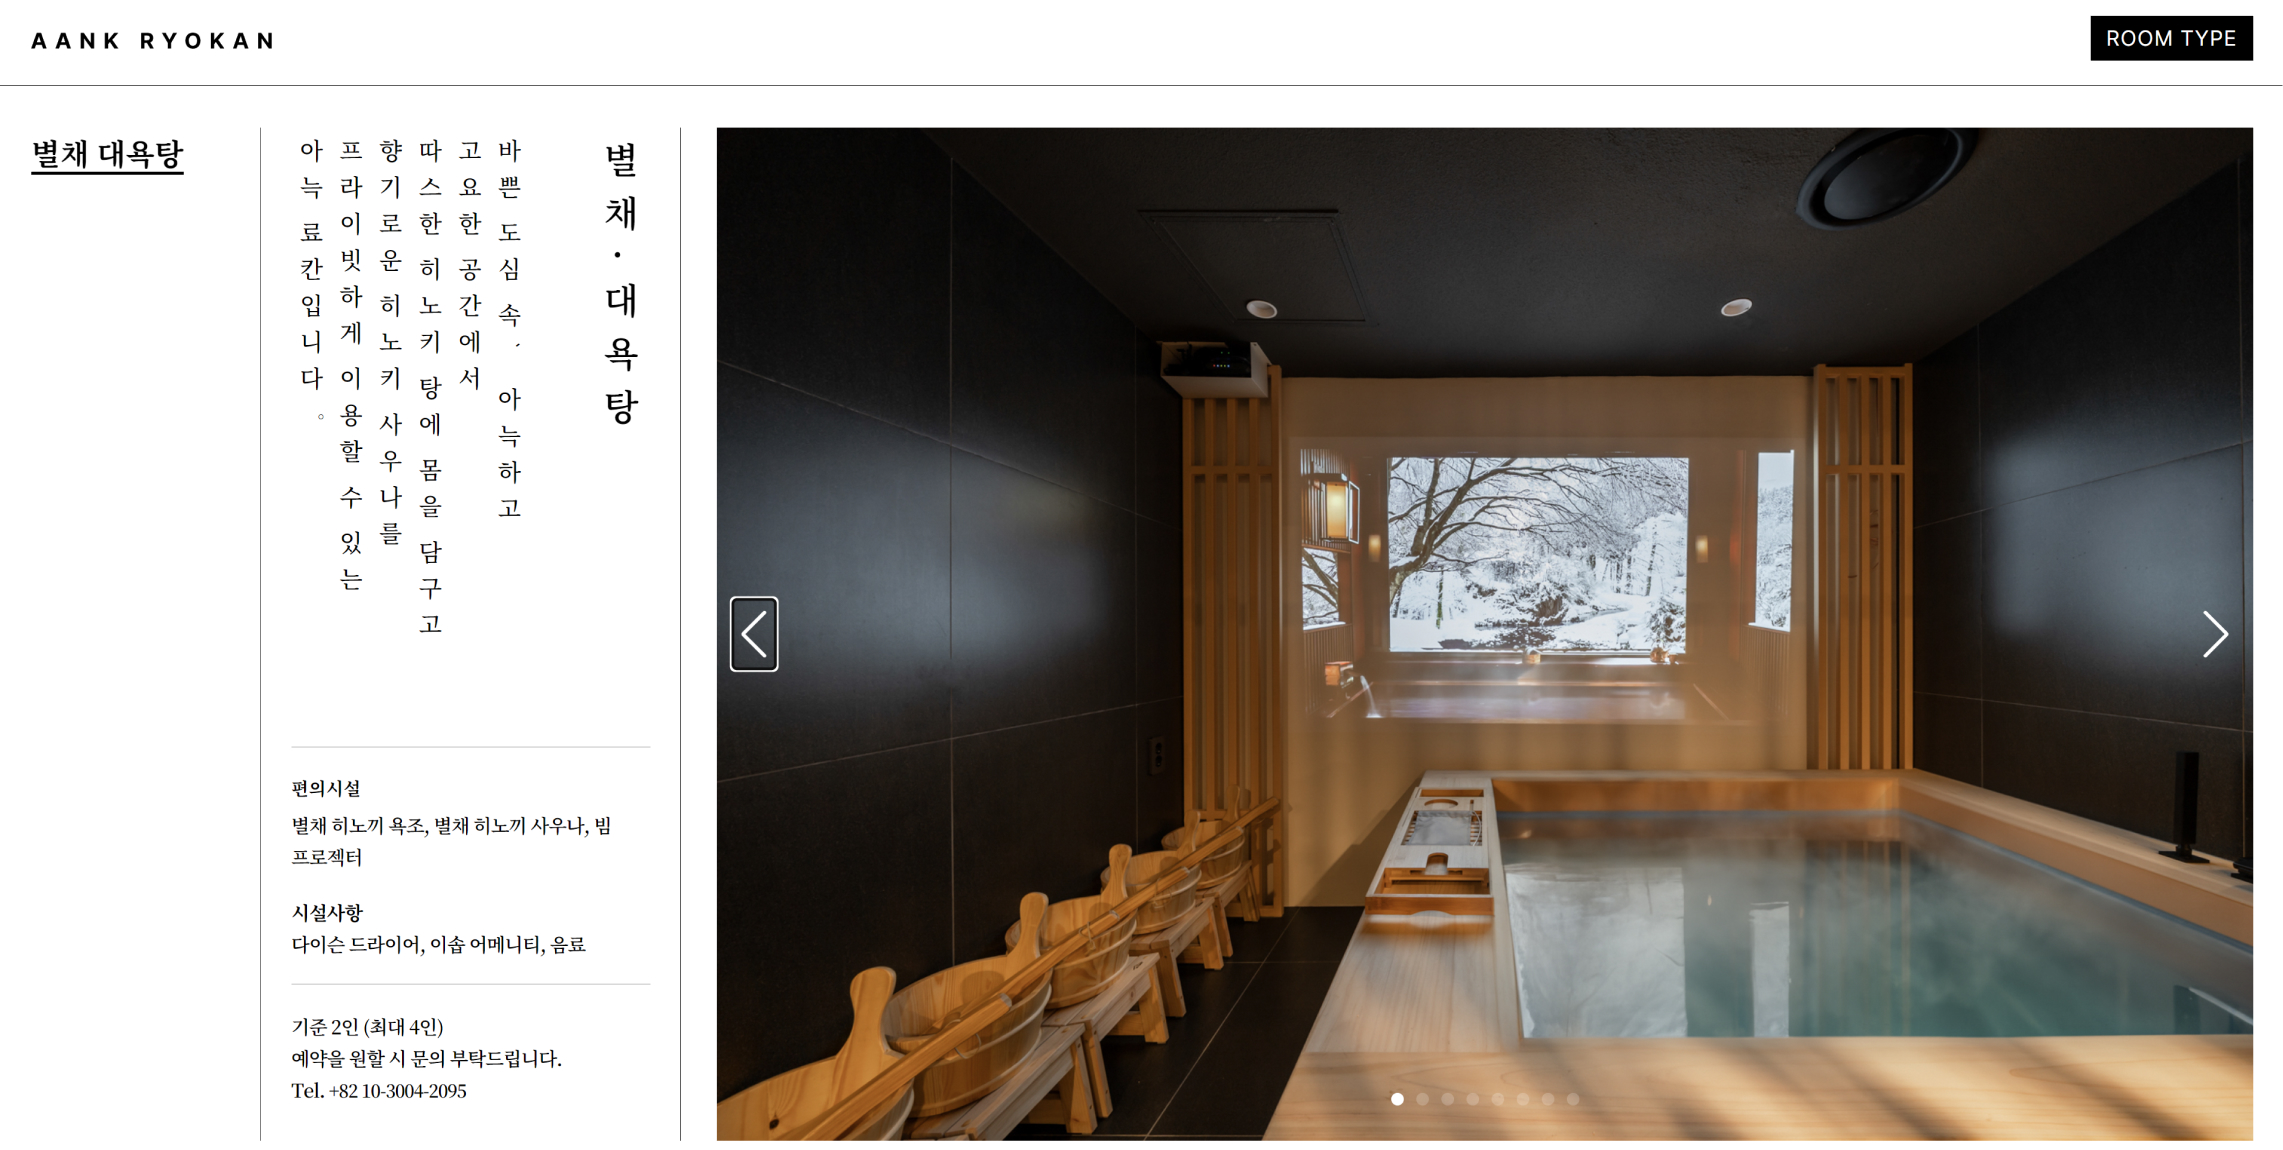 AANK RYOKAN
ROOM TYPE
별채 대욕탕
별채·대욕탕
바쁜 도심 속, 아늑하고
고요한 공간에서
따스한 히노키 탕에 몸을 담구고
향기로운 히노키 사우나를
프라이빗하게 이용할 수 있는
아늑 료칸입니다。
편의시설
별채 히노끼 욕조, 별채 히노끼 사우나, 빔
프로젝터
시설사항
다이슨 드라이어, 이솝 어메니티, 음료
기준 2인 (최대 4인)
예약을 원할 시 문의 부탁드립니다.
Tel. +82 10-3004-2095